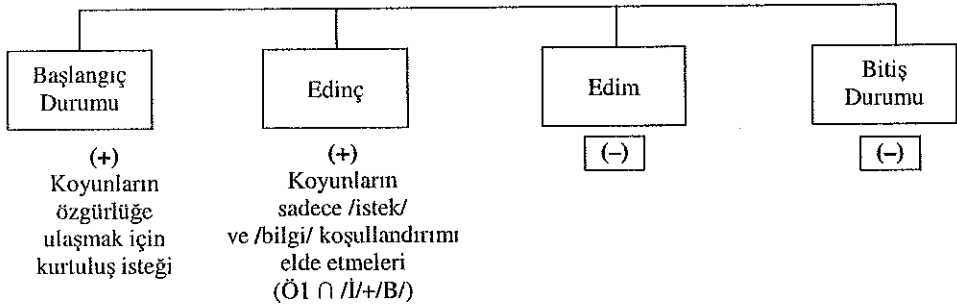 Başlangıç
Durumu
Edinç
Edim
Bitiş
Durumu
(+)
Koyunların
özgürlüğe
ulaşmak için
kurtuluş isteği
(+)
Koyunların
sadece /istek/
ve /bilgi/ koşullandırımı
elde etmeleri
(Ö1 ∩ /İ/+/B/)
(–)
(–)